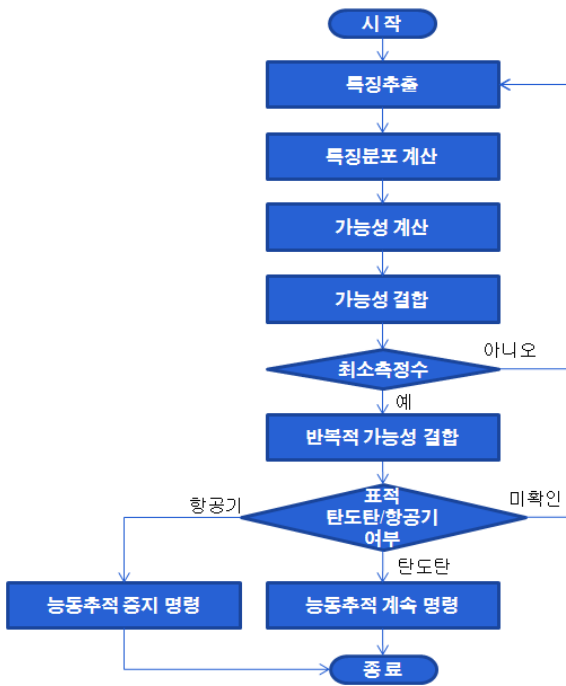 시작
특징추출
특징분포 계산
가능성 계산
가능성 결합
최소측정수
아니오
예
반복적 가능성 결합
항공기
표적
탄도탄/항공기
여부
미확인
탄도탄
능동추적 중지 명령
능동추적 계속 명령
종료